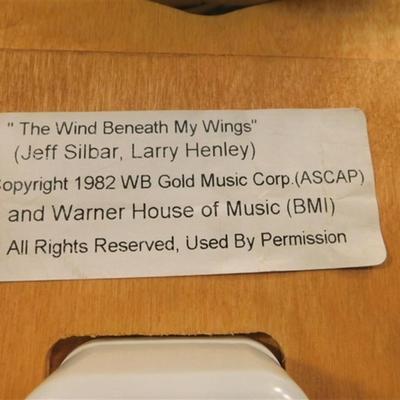 " The Wind Beneath My Wings"
(Jeff Silbar, Larry Henley)
Copyright 1982 WB Gold Music Corp.(ASCAP)
and Warner House of Music (BMI)
All Rights Reserved, Used By Permission